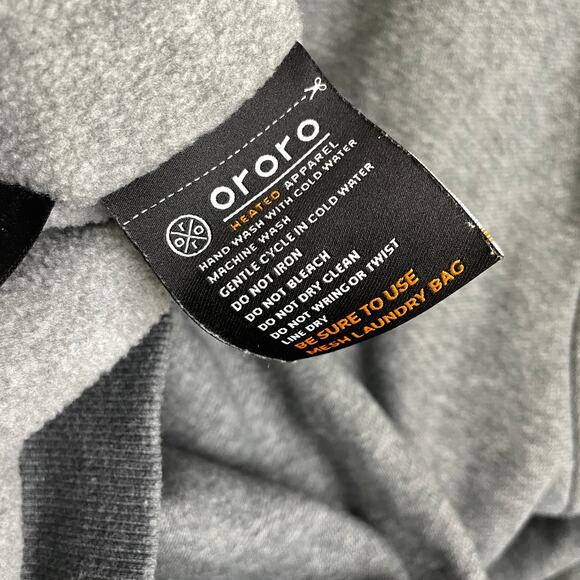 ororo
HEATED APPAREL
HAND WASH WITH COLD WATER
MACHINE WASH
GENTLE CYCLE IN COLD WATER
DO NOT IRON
DO NOT BLEACH
DO NOT DRY CLEAN
DO NOT WRING OR TWIST
LINE DRY
BE SURE TO USE
MESH LAUNDRY BAG